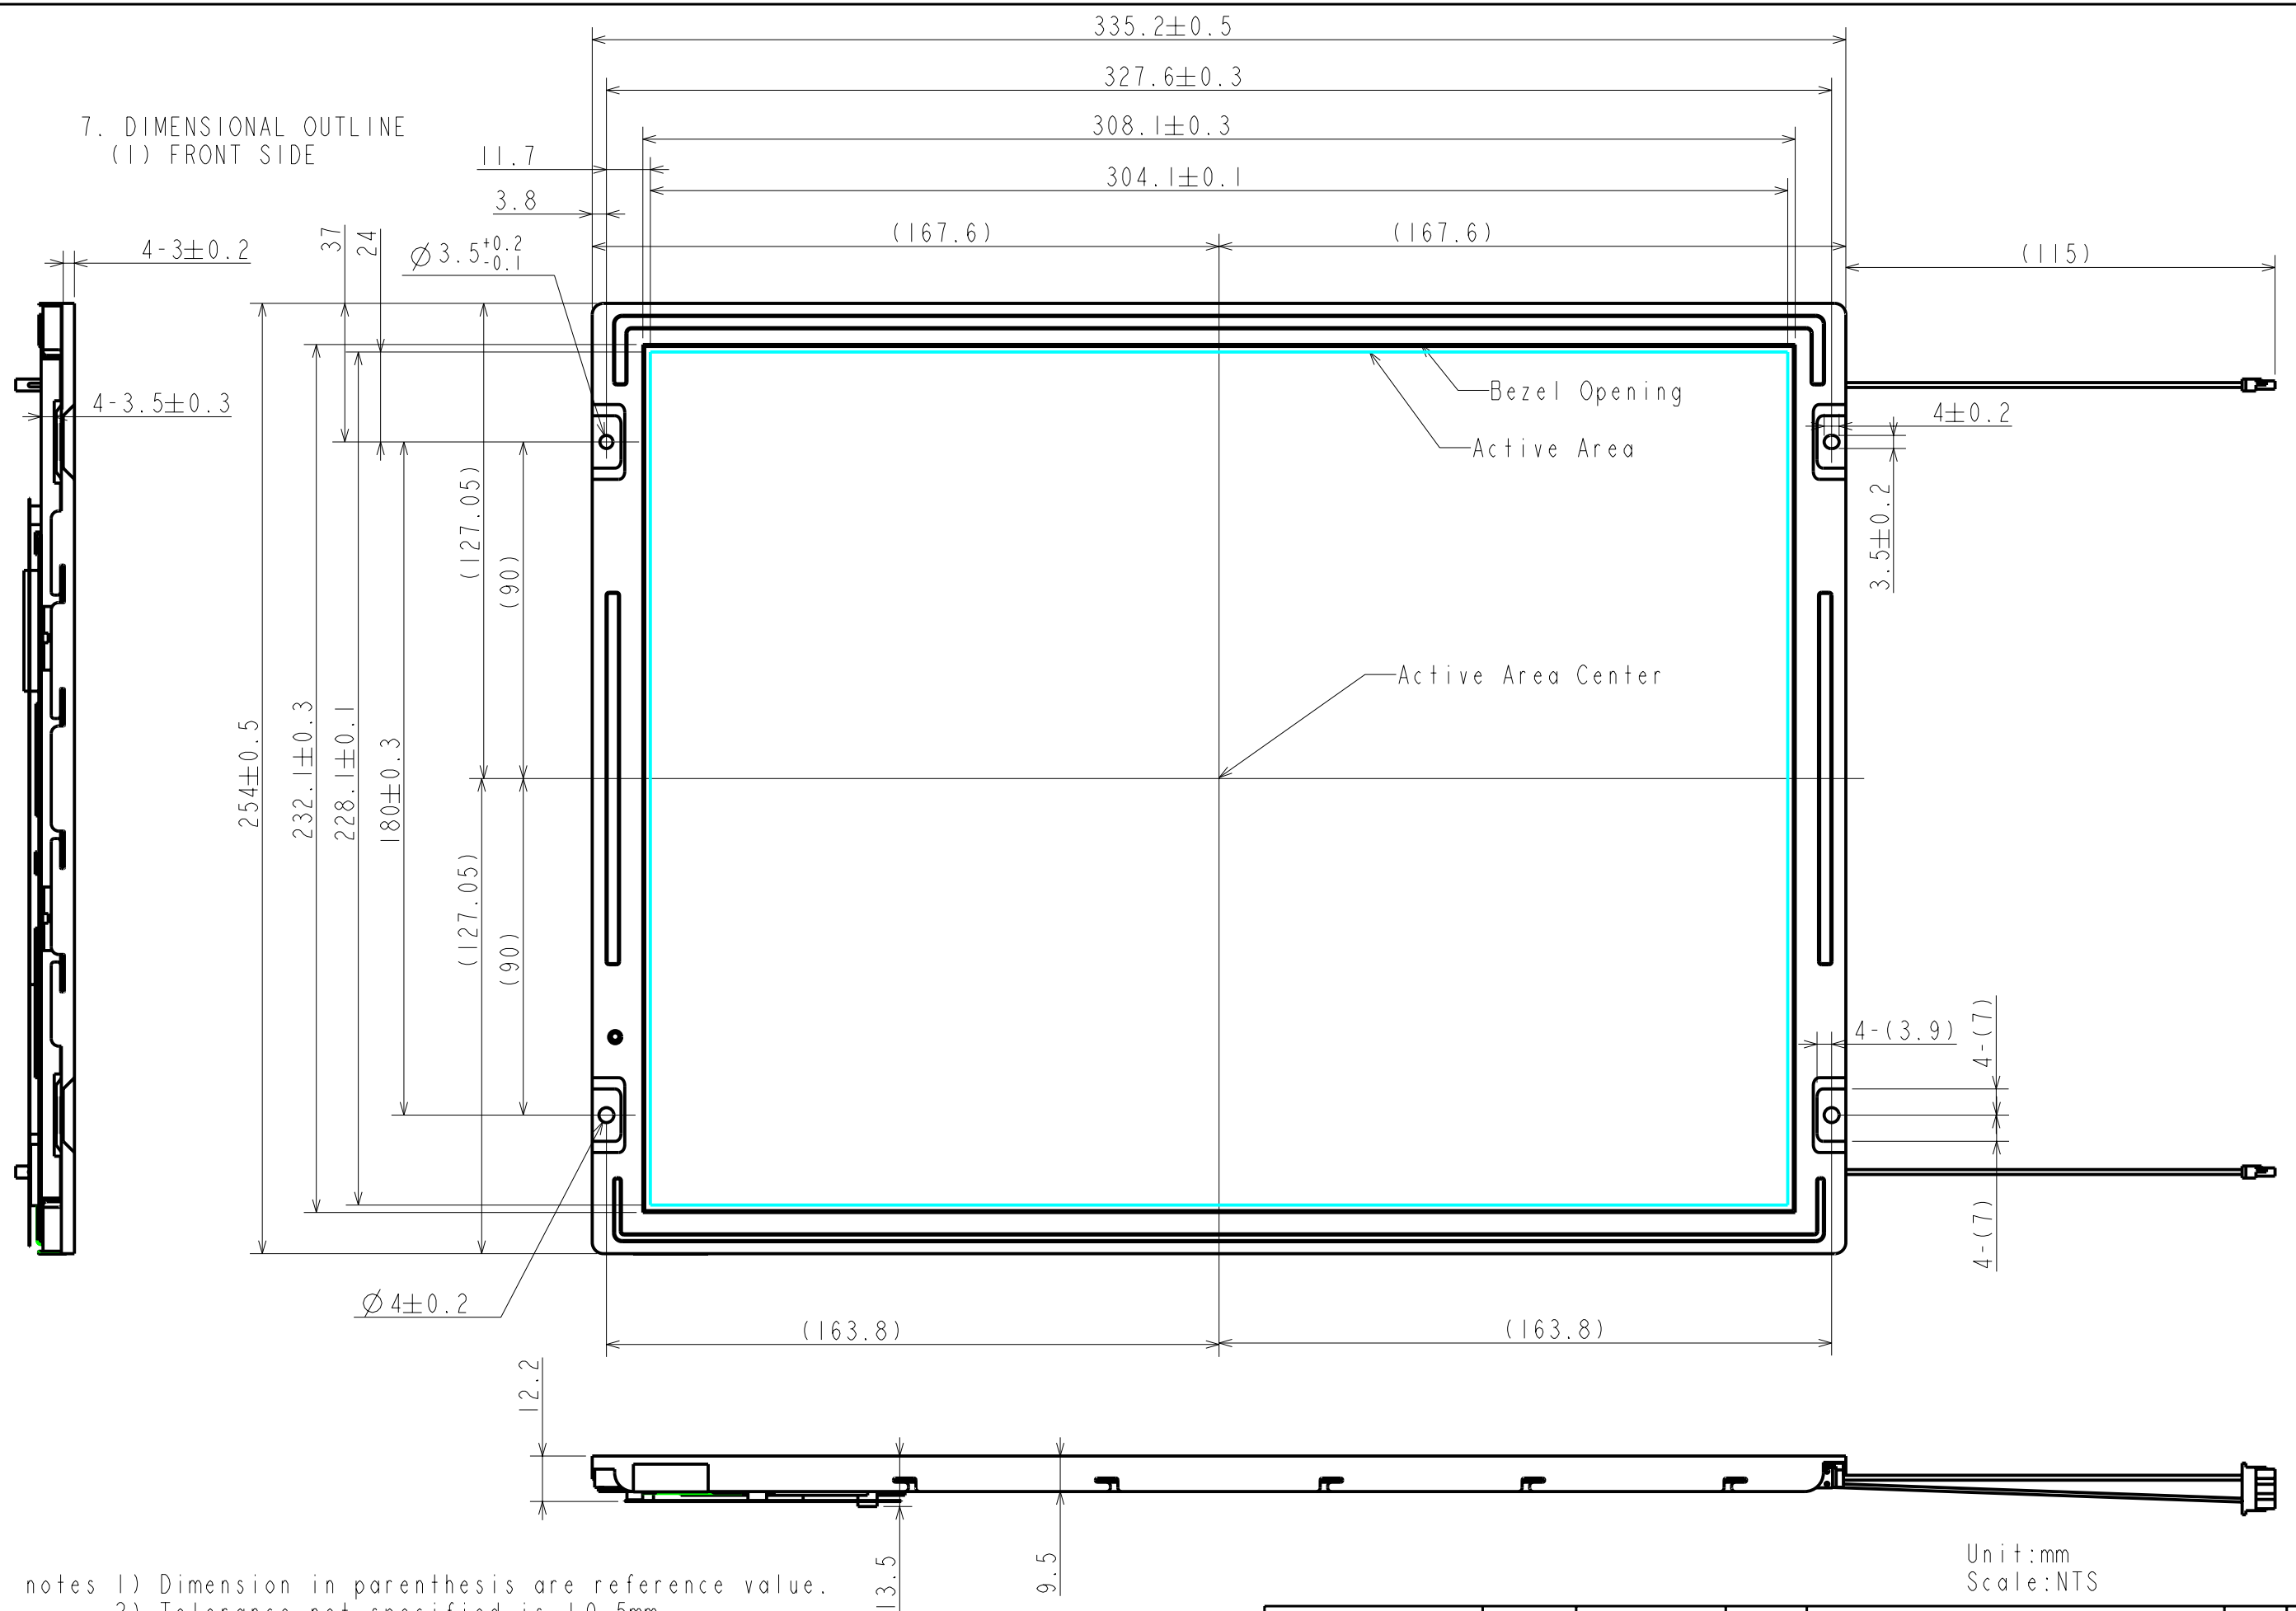 335.2±0.5
327.6±0.3
7. DIMENSIONAL OUTLINE
(1) FRONT SIDE
308.1±0.3
11.7
304.1±0.1
3.8
(167.6)
(167.6)
37
24
4-3±0.2
Ø3.5 +0.2 -0.1
(115)
Bezel Opening
4-3.5±0.3
4±0.2
Active Area
(127.05)
3.5±0.2
(90)
Active Area Center
254±0.5
232.1±0.3
228.1±0.1
180±0.3
(127.05)
(90)
4-(3.9)
4-(7)
4-(7)
Ø4±0.2
(163.8)
(163.8)
12.2
13.5
9.5
Unit:mm
Scale:NTS
notes 1) Dimension in parenthesis are reference value.
2) Tolerance not specified is